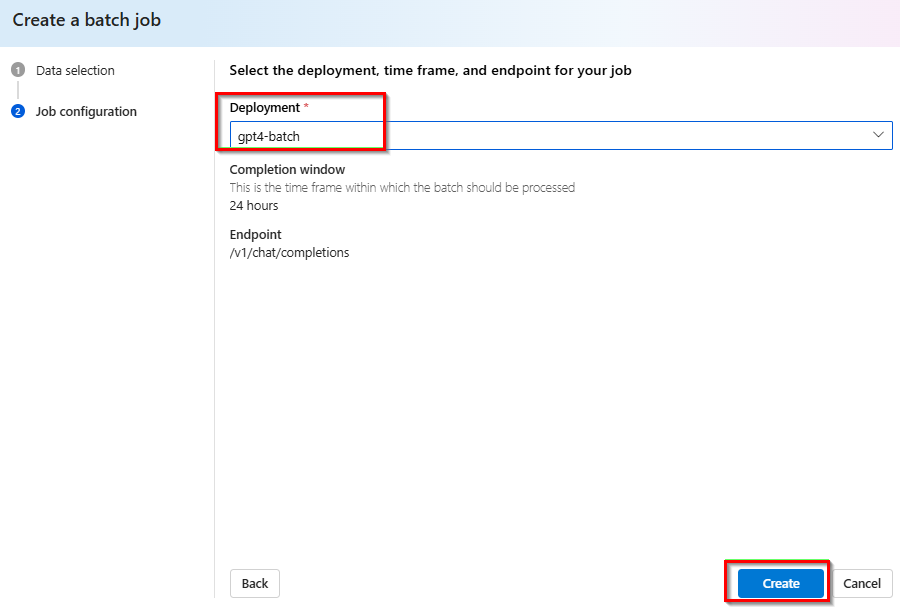 Create a batch job
1 Data selection
2 Job configuration
Select the deployment, time frame, and endpoint for your job
Deployment *
gpt4-batch
Completion window
This is the time frame within which the batch should be processed
24 hours
Endpoint
/v1/chat/completions
Back Create Cancel